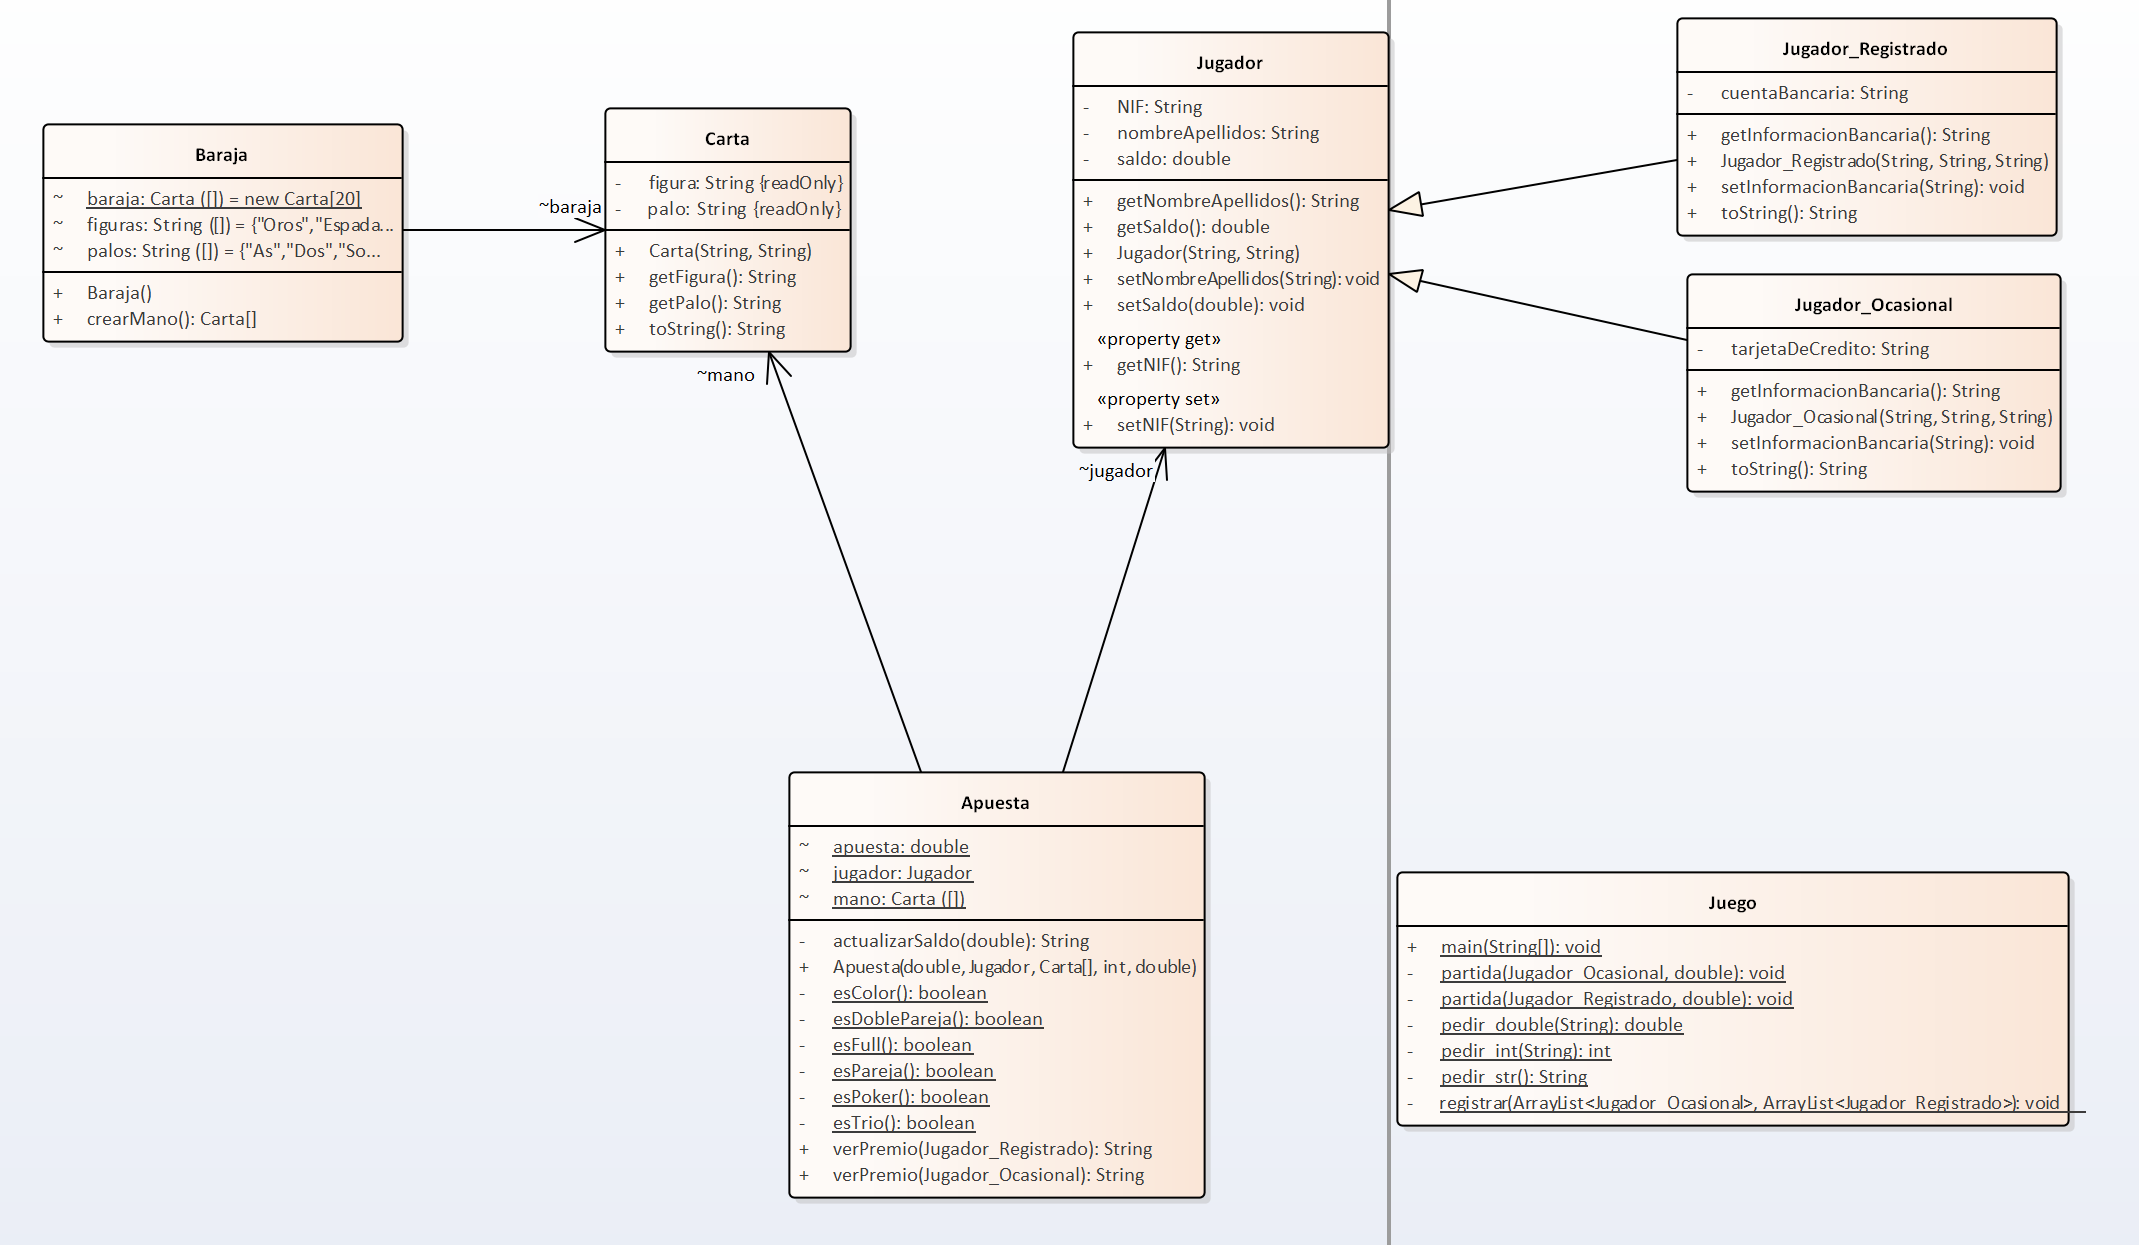 Baraja
~ baraja: Carta ([]) = new Carta[20]
~ figuras: String ([]) = {"Oros","Espada...
~ palos: String ([]) = {"As","Dos","So...
+ Baraja()
+ crearMano(): Carta[]
~baraja
Carta
- figura: String {readOnly}
- palo: String {readOnly}
+ Carta(String, String)
+ getFigura(): String
+ getPalo(): String
+ toString(): String
~mano
Jugador
- NIF: String
- nombreApellidos: String
- saldo: double
+ getNombreApellidos(): String
+ getSaldo(): double
+ Jugador(String, String)
+ setNombreApellidos(String): void
+ setSaldo(double): void
«property get»
+ getNIF(): String
«property set»
+ setNIF(String): void
~jugador
Jugador_Registrado
- cuentaBancaria: String
+ getInformacionBancaria(): String
+ Jugador_Registrado(String, String, String)
+ setInformacionBancaria(String): void
+ toString(): String
Jugador_Ocasional
- tarjetaDeCredito: String
+ getInformacionBancaria(): String
+ Jugador_Ocasional(String, String, String)
+ setInformacionBancaria(String): void
+ toString(): String
Apuesta
~ apuesta: double
~ jugador: Jugador
~ mano: Carta ([])
- actualizarSaldo(double): String
+ Apuesta(double, Jugador, Carta[], int, double)
- esColor(): boolean
- esDoblePareja(): boolean
- esFull(): boolean
- esPareja(): boolean
- esPoker(): boolean
- esTrio(): boolean
+ verPremio(Jugador_Registrado): String
+ verPremio(Jugador_Ocasional): String
Juego
+ main(String[]): void
- partida(Jugador_Ocasional, double): void
- partida(Jugador_Registrado, double): void
- pedir_double(String): double
- pedir_int(String): int
- pedir_str(): String
- registrar(ArrayList<Jugador_Ocasional>, ArrayList<Jugador_Registrado>): void